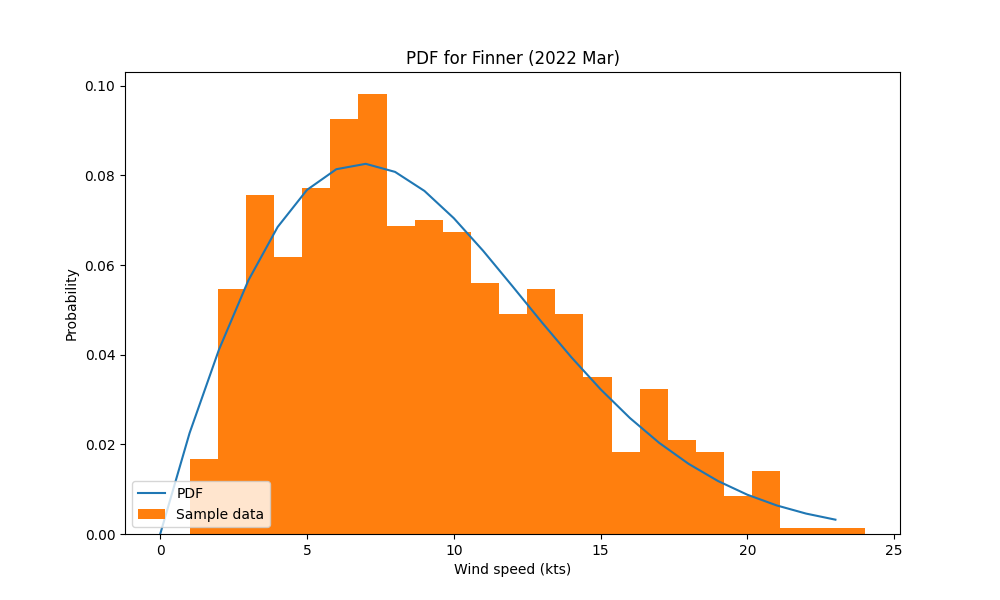 PDF for Finner (2022 Mar)
0.10
0.08
0.06
0.04
0.02
0.00
Probability
PDF
Sample data
0 5 10 15 20 25
Wind speed (kts)